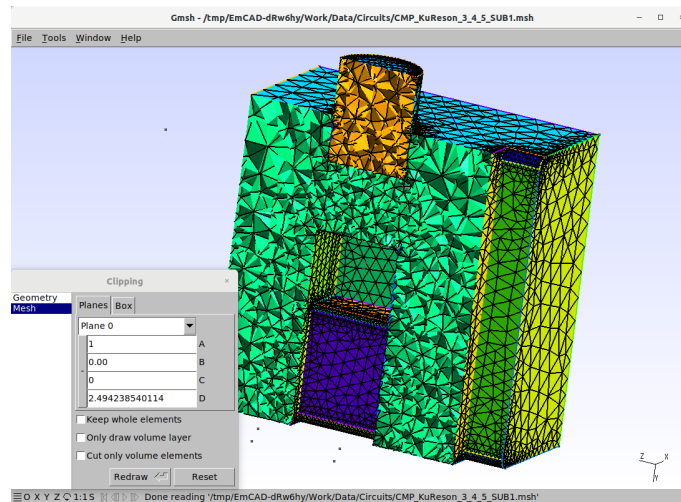 Gmsh - /tmp/EmCAD-dRw6hy/Work/Data/Circuits/CMP_KuReson_3_4_5_SUB1.msh
File Tools Window Help
Clipping
Geometry
Mesh
Planes Box
Plane 0
1 A
0.00 B
0 C
2.494238540114 D
-
Keep whole elements
Only draw volume layer
Cut only volume elements
Redraw Reset
Z X
Y
O X Y Z 1:1 S Done reading '/tmp/EmCAD-dRw6hy/Work/Data/Circuits/CMP_KuReson_3_4_5_SUB1.msh'